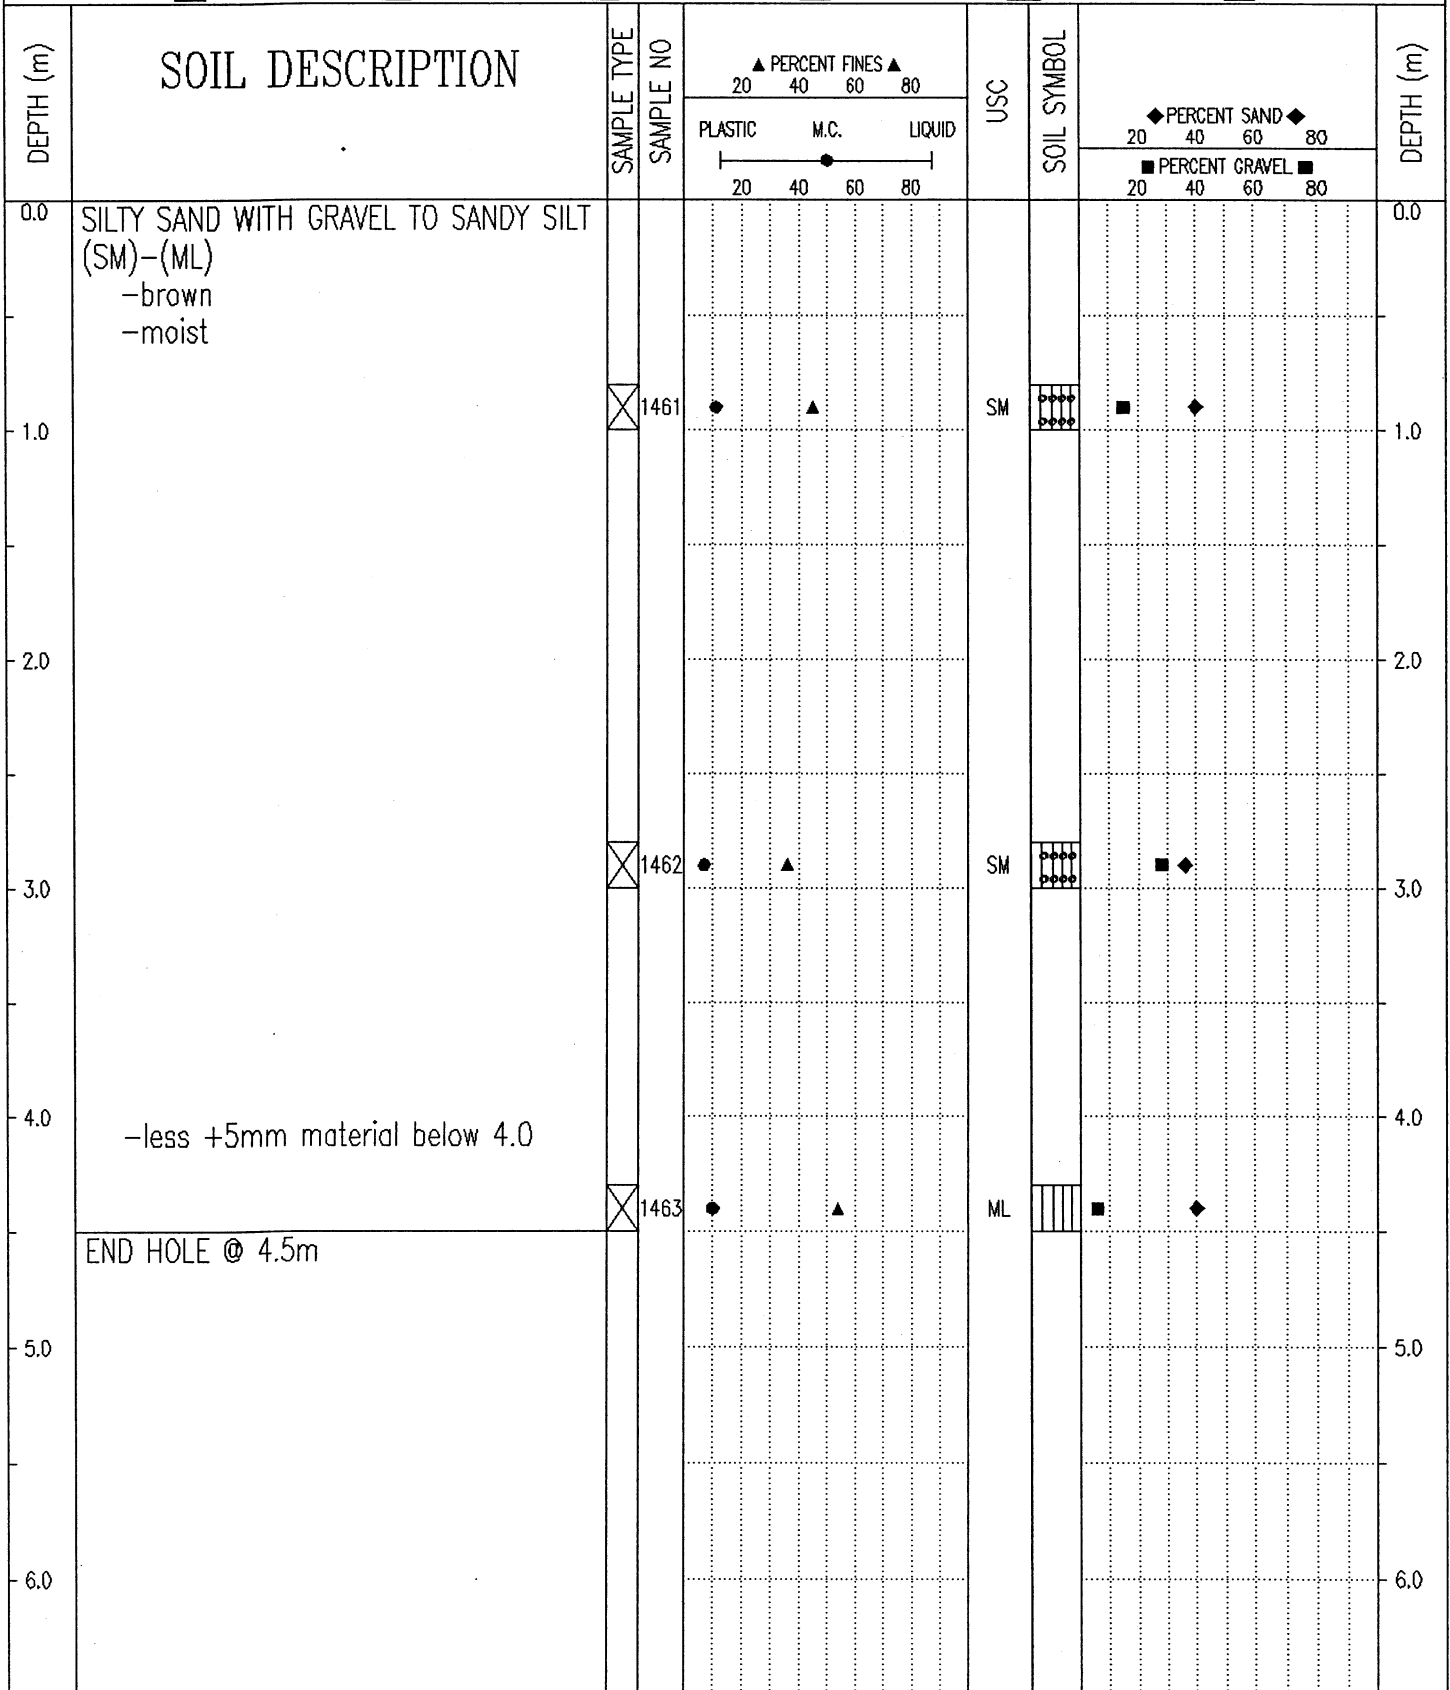 DEPTH (m)
SOIL DESCRIPTION
SAMPLE TYPE
SAMPLE NO
▲ PERCENT FINES ▲
20 40 60 80
PLASTIC M.C. LIQUID
20 40 60 80
USC
SOIL SYMBOL
◆PERCENT SAND◆
20 40 60 80
■PERCENT GRAVEL■
20 40 60 80
DEPTH (m)
0.0 SILTY SAND WITH GRAVEL TO SANDY SILT 0.0
(SM)-(ML)
-brown
-moist
1461 SM
1.0 1.0
2.0 2.0
1462 SM
3.0 3.0
4.0 4.0
-less +5mm material below 4.0
1463 ML
END HOLE @ 4.5m
5.0 5.0
6.0 6.0